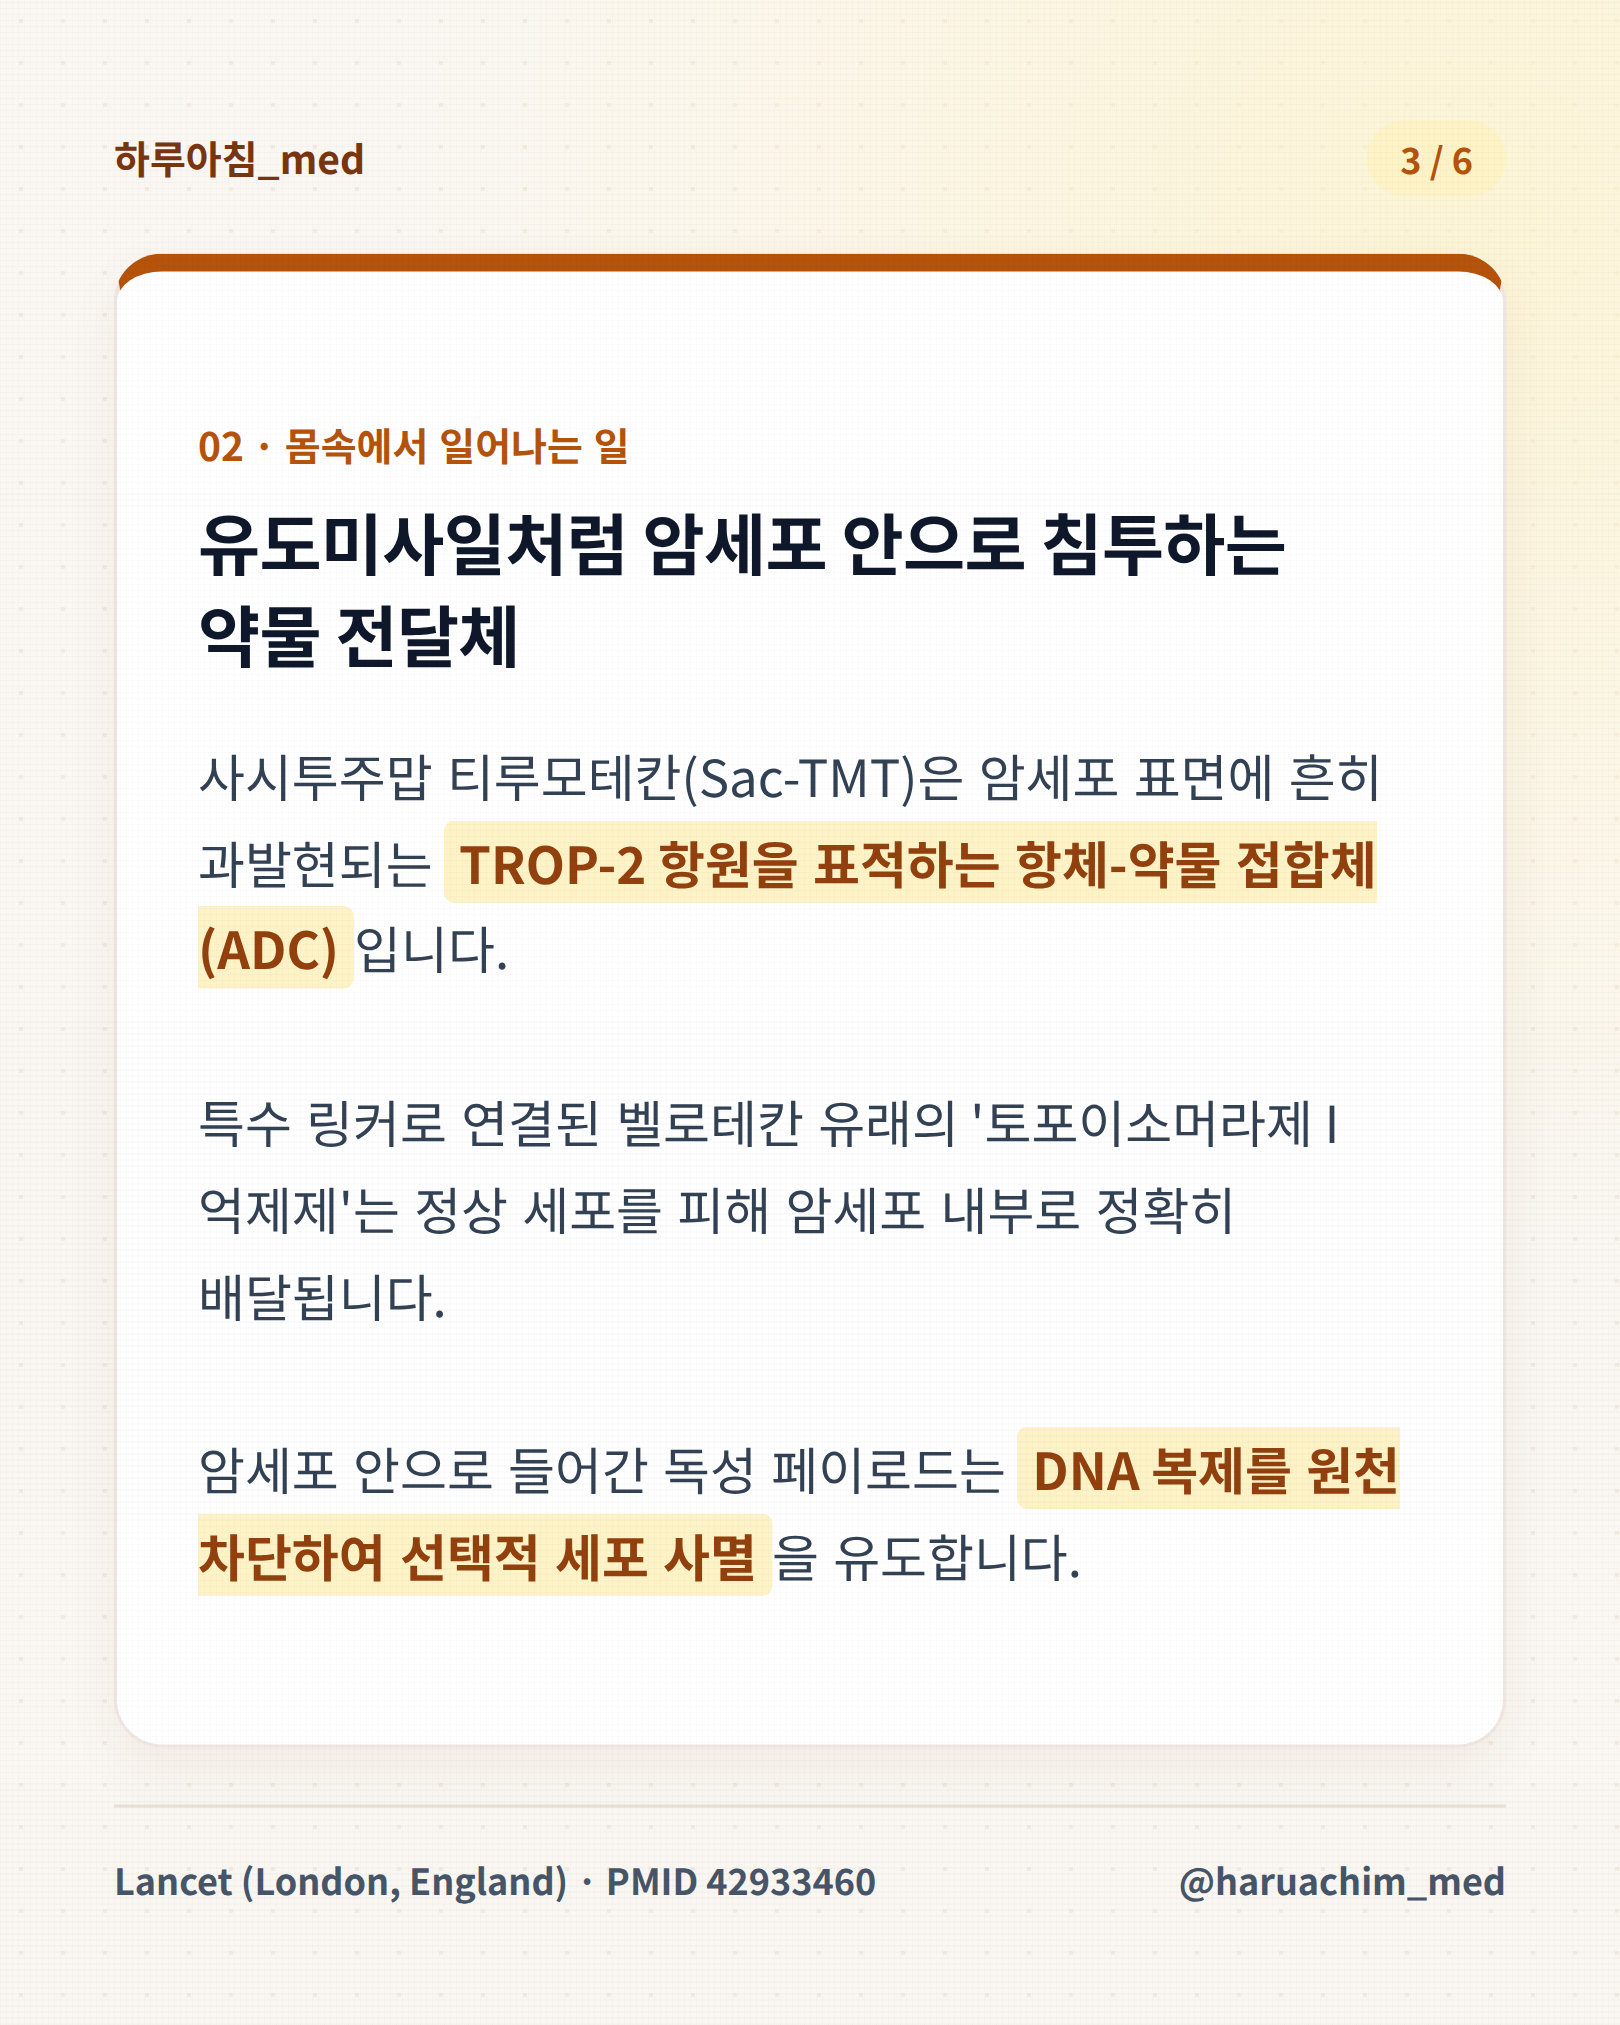 하루아침_med
3 / 6
02 · 몸속에서 일어나는 일
유도미사일처럼 암세포 안으로 침투하는
약물 전달체
사시투주맙 티루모테칸(Sac-TMT)은 암세포 표면에 흔히
과발현되는 TROP-2 항원을 표적하는 항체-약물 접합체
(ADC) 입니다.
특수 링커로 연결된 벨로테칸 유래의 '토포이소머라제 I
억제제'는 정상 세포를 피해 암세포 내부로 정확히
배달됩니다.
암세포 안으로 들어간 독성 페이로드는 DNA 복제를 원천
차단하여 선택적 세포 사멸 을 유도합니다.
Lancet (London, England) · PMID 42933460
@haruachim_med